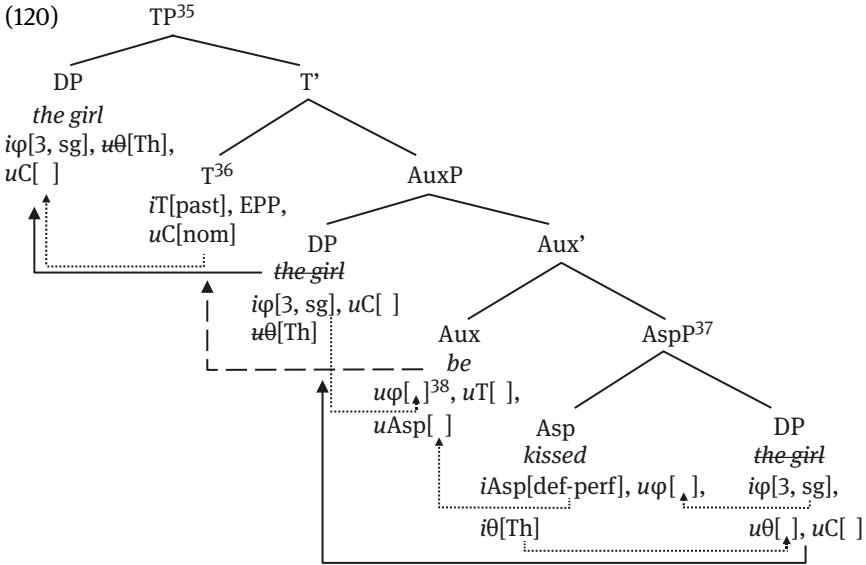 (120)
TP35
DP
T’
the girl
iφ[3, sg], uθ[Th],
uC[ ]
T36
AuxP
iT[past], EPP,
uC[nom]
DP
Aux’
the girl
iφ[3, sg], uC[ ]
uθ[Th]
Aux
AspP37
be
uφ[ ]38, uT[ ],
uAsp[ ]
Asp
DP
kissed
the girl
iAsp[def-perf], uφ[ ],
iφ[3, sg],
iθ[Th]
uθ[ ], uC[ ]